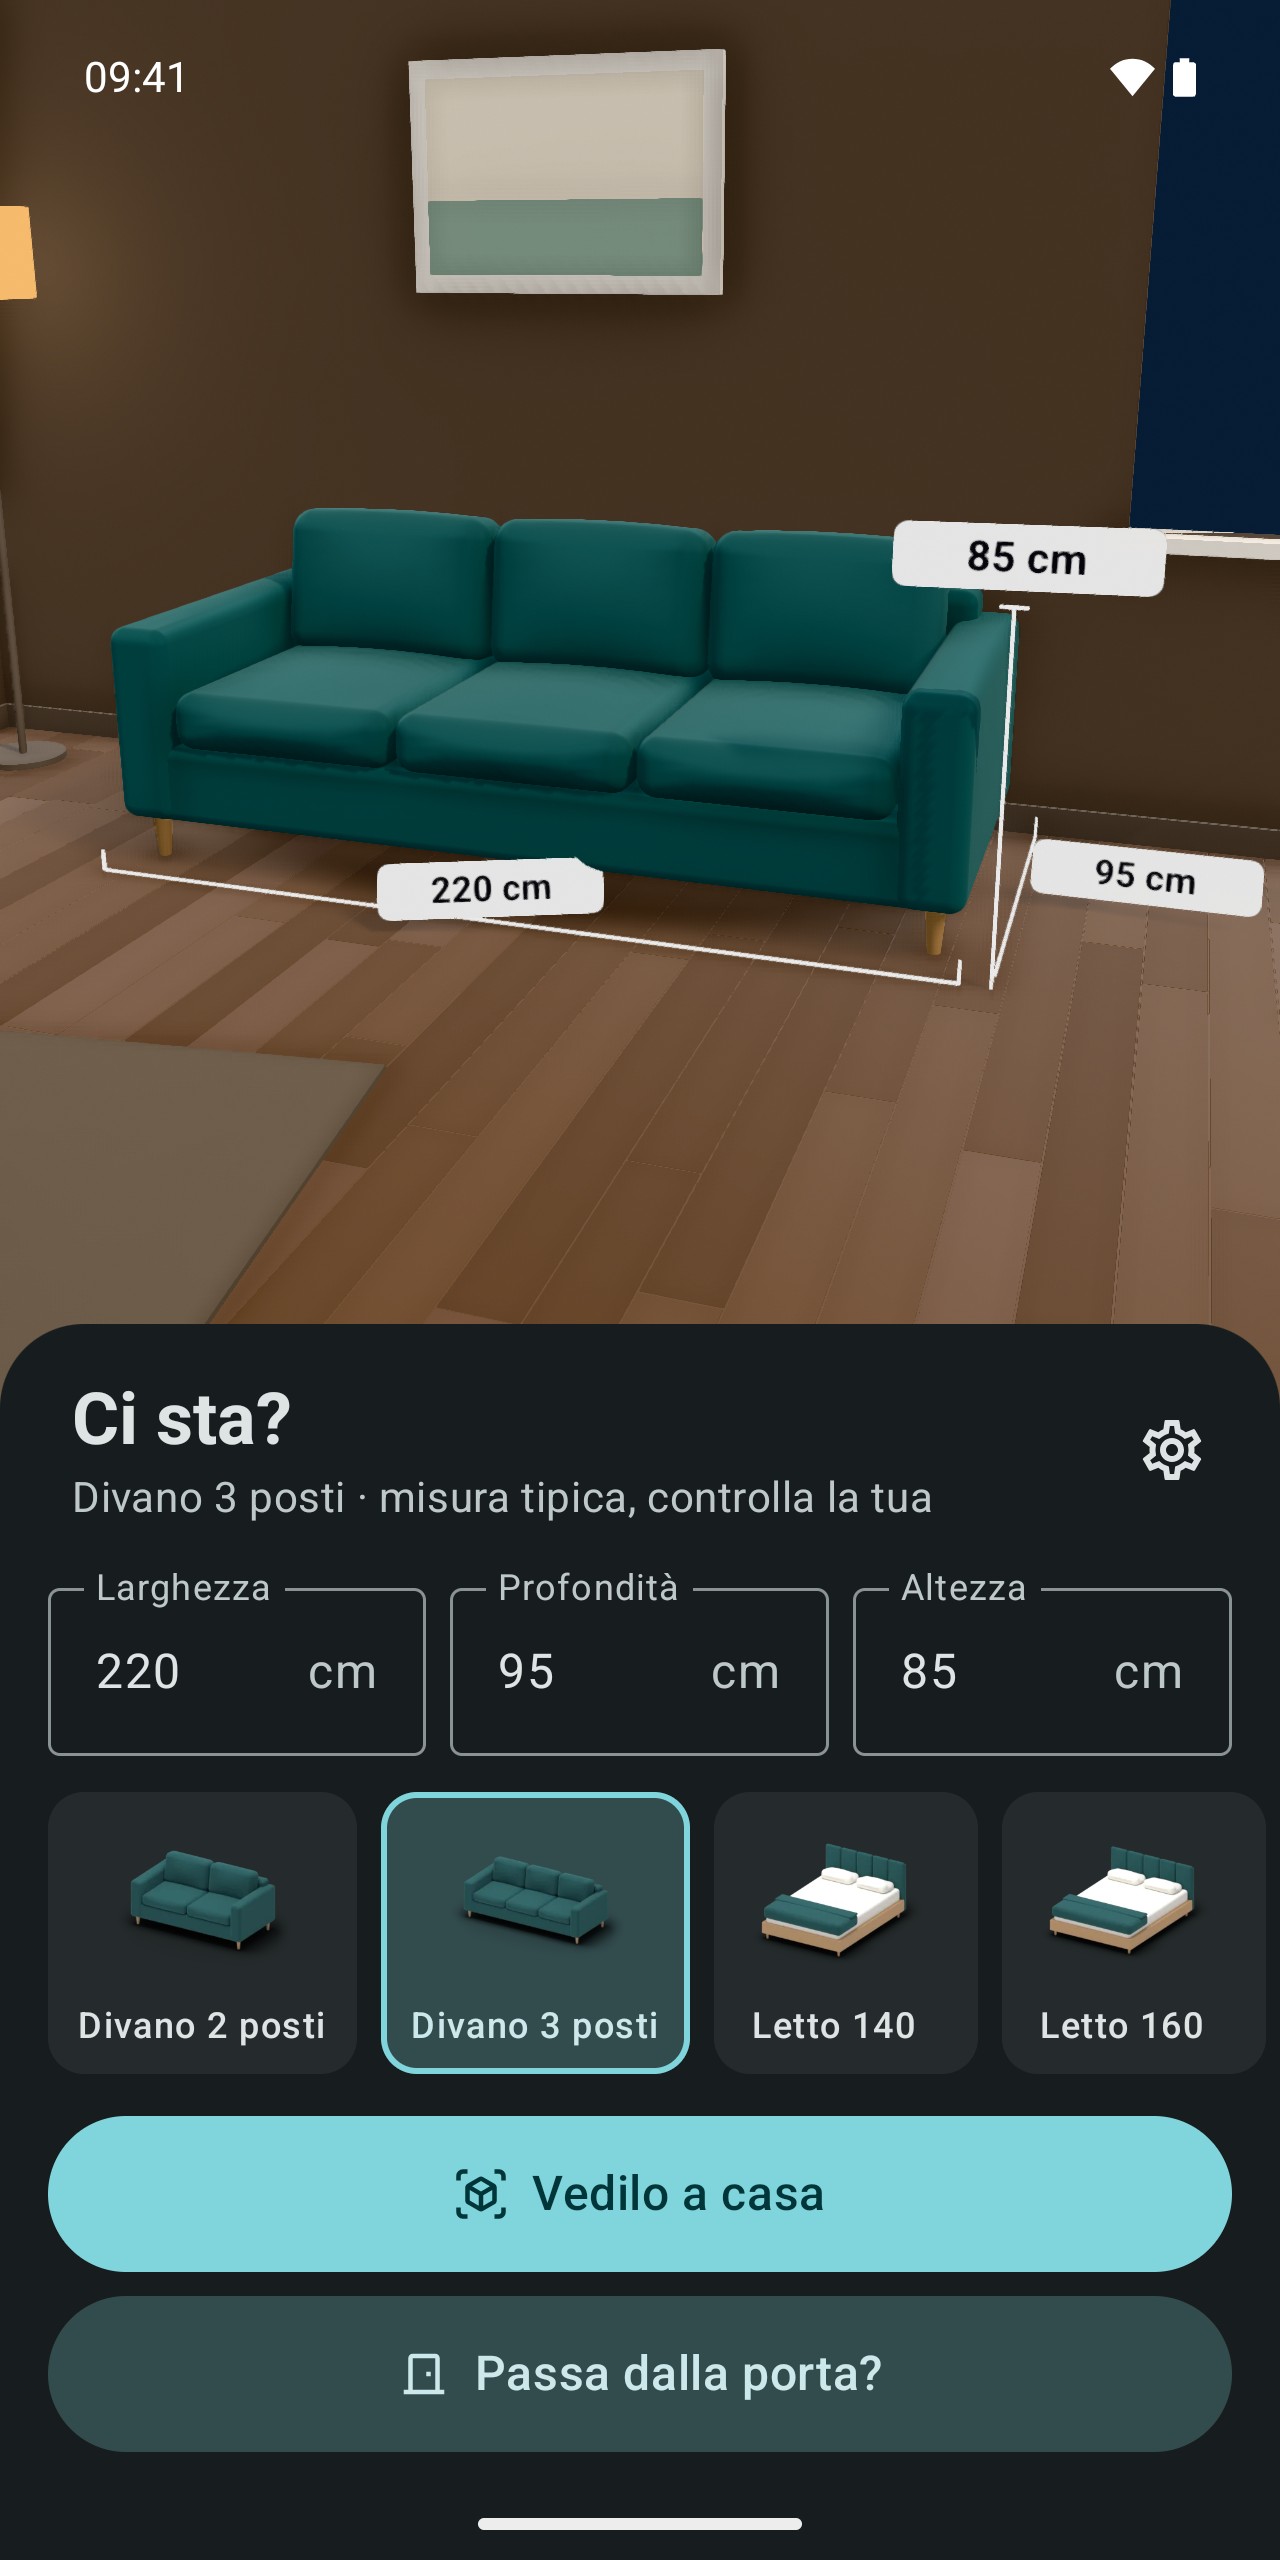 09:41
85 cm
220 cm
95 cm
Ci sta?
Divano 3 posti · misura tipica, controlla la tua
Larghezza
Profondità
Altezza
220 cm
95 cm
85 cm
Divano 2 posti
Divano 3 posti
Letto 140
Letto 160
Vedilo a casa
Passa dalla porta?